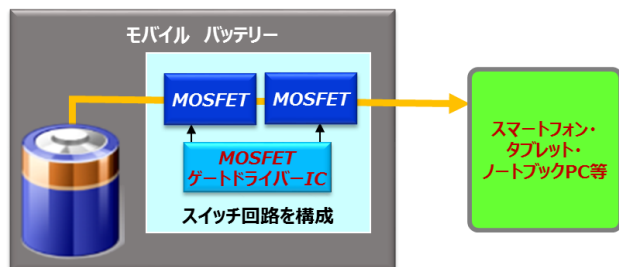 モバイル バッテリー
MOSFET MOSFET
MOSFET
ゲートドライバーIC
スイッチ回路を構成
スマートフォン・
タブレット・
ノートブックPC等